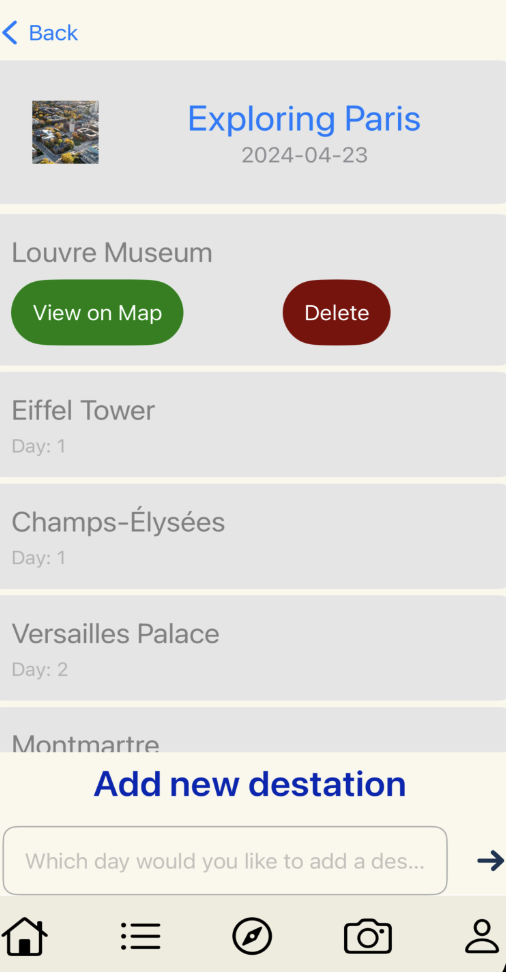 Back
Exploring Paris
2024-04-23
Louvre Museum
View on Map
Delete
Eiffel Tower
Day: 1
Champs-Élysées
Day: 1
Versailles Palace
Day: 2
Montmartre
Add new destation
Which day would you like to add a des...